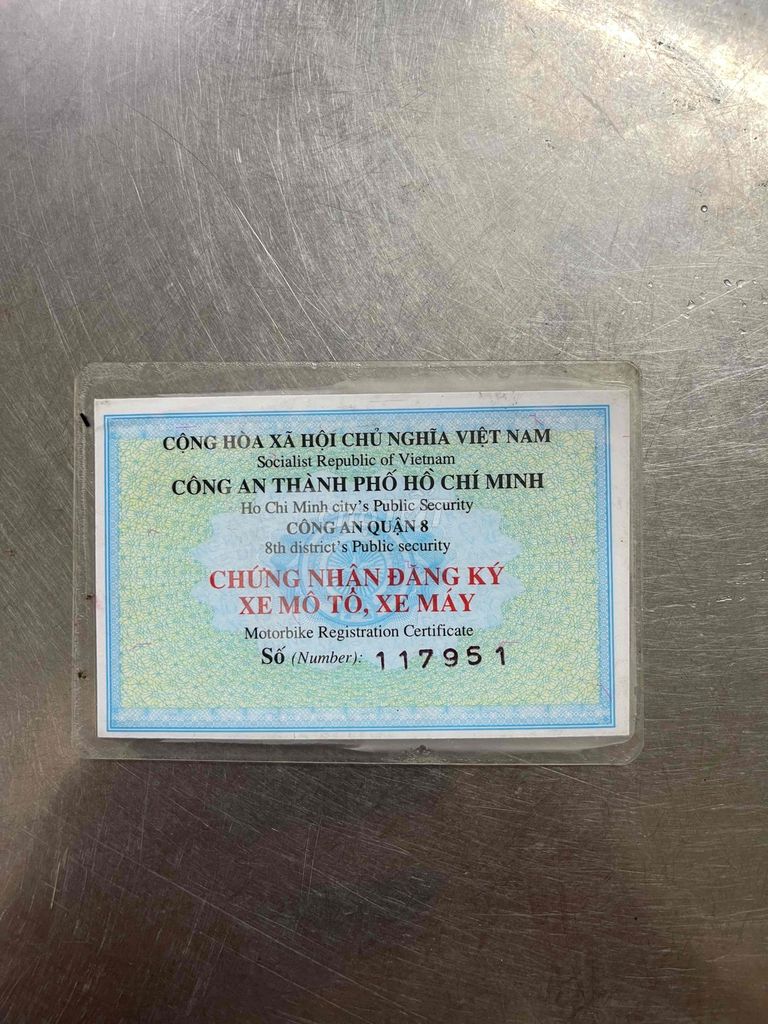 CỘNG HÒA XÃ HỘI CHỦ NGHĨA VIỆT NAM
Socialist Republic of Vietnam
CÔNG AN THÀNH PHỐ HỒ CHÍ MINH
Ho Chi Minh city's Public Security
CÔNG AN QUẬN 8
8th district's Public security
CHỨNG NHẬN ĐĂNG KÝ
XE MÔ TÔ, XE MÁY
Motorbike Registration Certificate
Số (Number): 117951